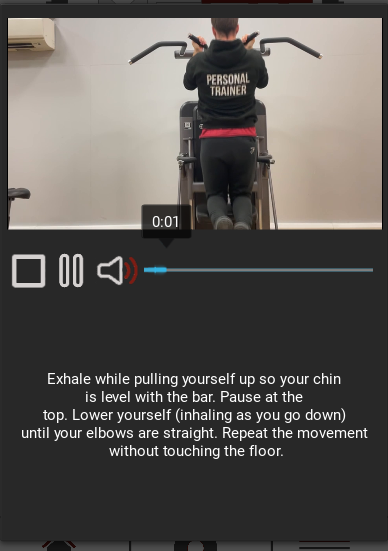 PERSONAL
TRAINER
0:01
Exhale while pulling yourself up so your chin
is level with the bar. Pause at the
top. Lower yourself (inhaling as you go down)
until your elbows are straight. Repeat the movement
without touching the floor.